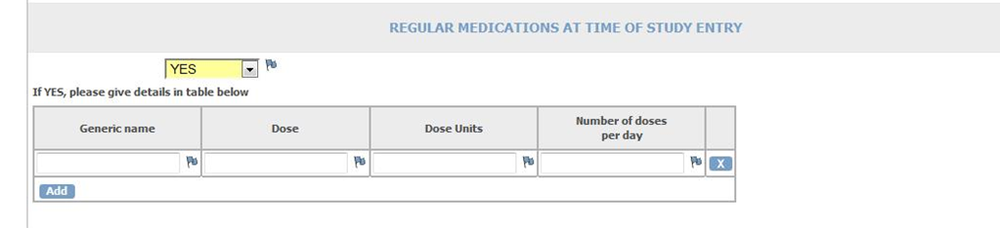 REGULAR MEDICATIONS AT TIME OF STUDY ENTRY
YES
If YES, please give details in table below
Generic name Dose Dose Units Number of doses
per day
X
Add